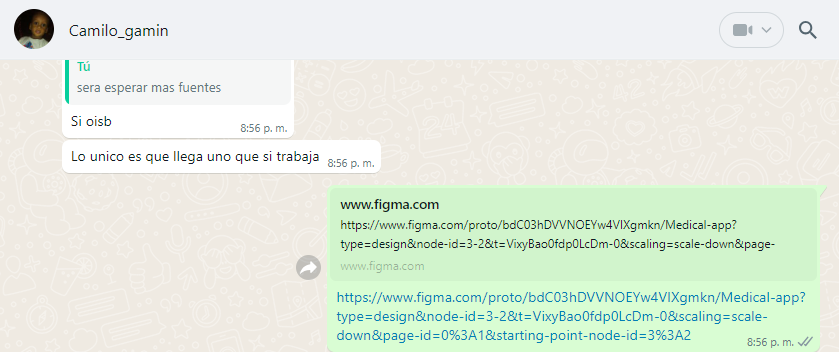 Camilo_gamin
Tú
sera esperar mas fuentes
Si oisb
8:56 p. m.
Lo unico es que llega uno que si trabaja
8:56 p. m.
www.figma.com
https://www.figma.com/proto/bdC03hDVVNOEYw4VIXgmkn/Medical-app?
type=design&node-id=3-2&t=VixyBao0fdp0LcDm-0&scaling=scale-down&page-
www.figma.com
https://www.figma.com/proto/bdC03hDVVNOEYw4VIXgmkn/Medical-app?
type=design&node-id=3-2&t=VixyBao0fdp0LcDm-0&scaling=scale-
down&page-id=0%3A1&starting-point-node-id=3%3A2
8:56 p. m.